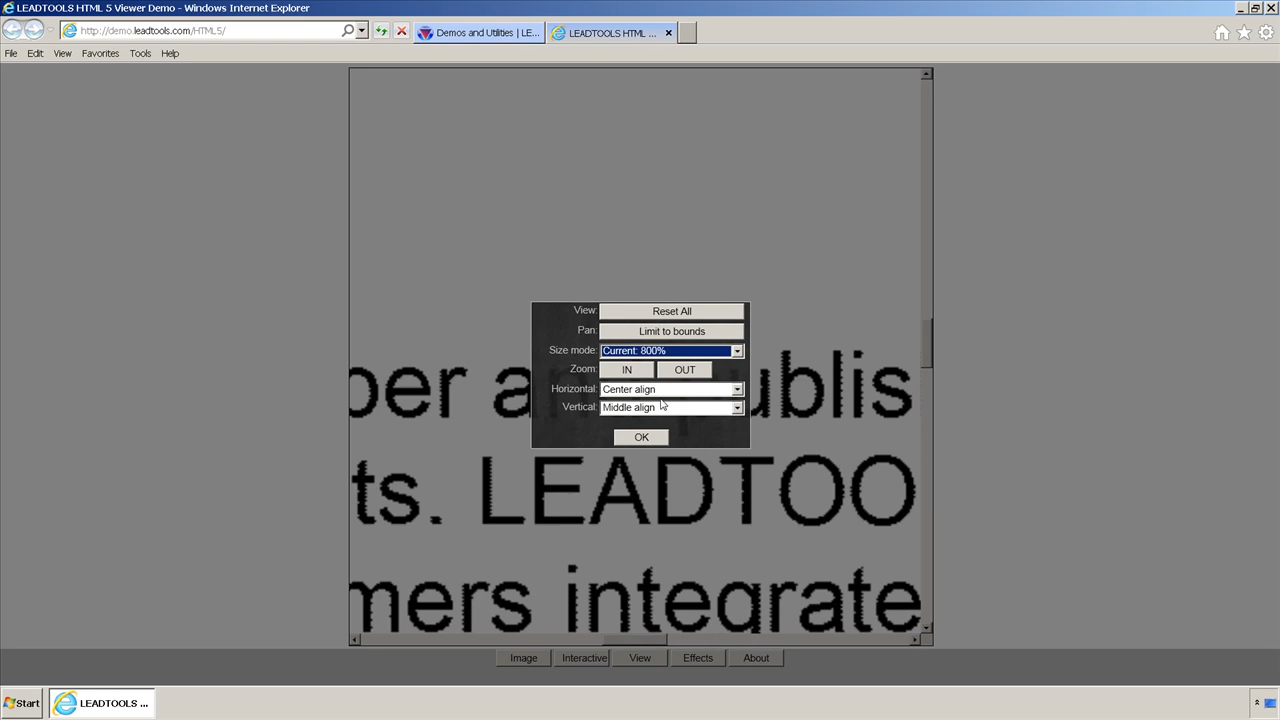 LEADTOOLS HTML 5 Viewer Demo - Windows Internet Explorer
http://demo.leadtools.com/HTML5/
Demos and Utilities | LE...
LEADTOOLS HTML ...
File Edit View Favorites Tools Help
View: Reset All
Pan: Limit to bounds
Size mode: Current: 800%
Zoom: IN OUT
Horizontal: Center align
Vertical: Middle align
OK
per a ublis
ts. LEADTOO
mers integrate
Image Interactive View Effects About
Start LEADTOOLS ...